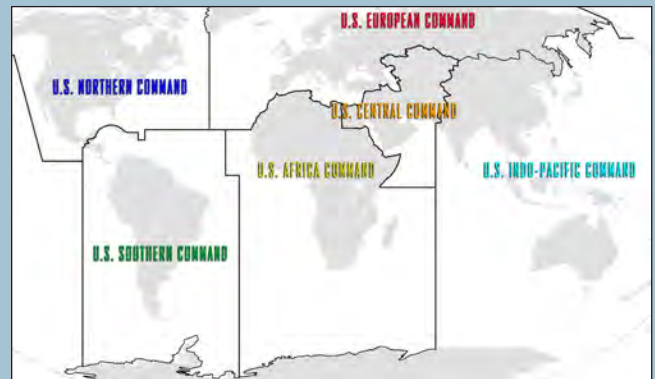 U.S. EUROPEAN COMMAND
U.S. NORTHERN COMMAND
U.S. CENTRAL COMMAND
U.S. AFRICA COMMAND
U.S. INDO-PACIFIC COMMAND
U.S. SOUTHERN COMMAND